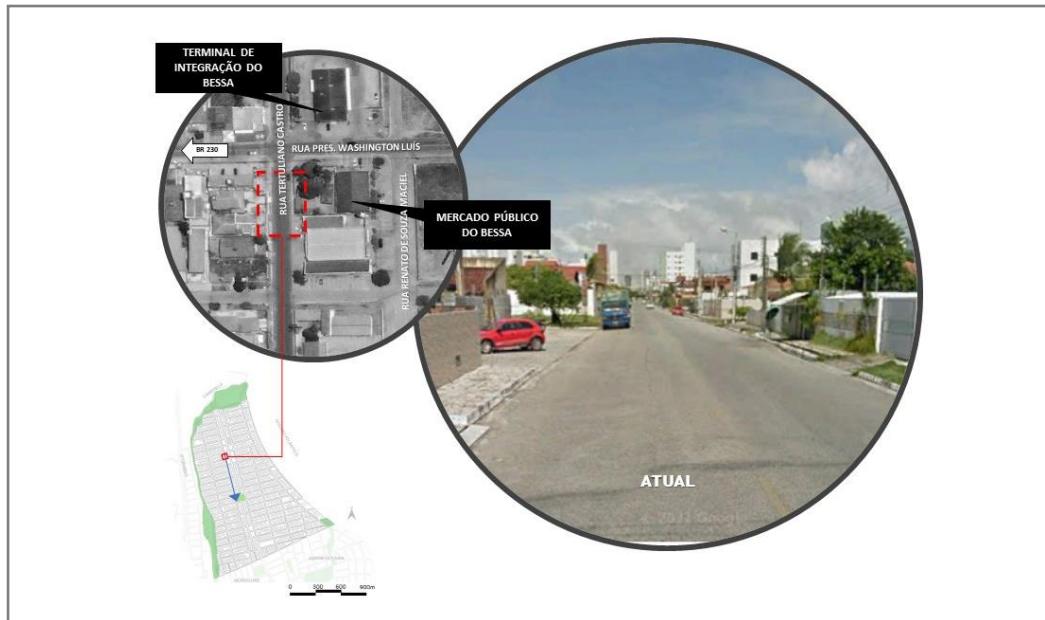 TERMINAL DE
INTEGRAÇÃO DO
BESSA
BR 230
RUA PRES. WASHINGTON LUÍS
RUA TERTULIANO CASTRO
RUA RENATO DE SOUZA MACIEL
MERCADO PÚBLICO
DO BESSA
ATUAL
0 300 600 900m